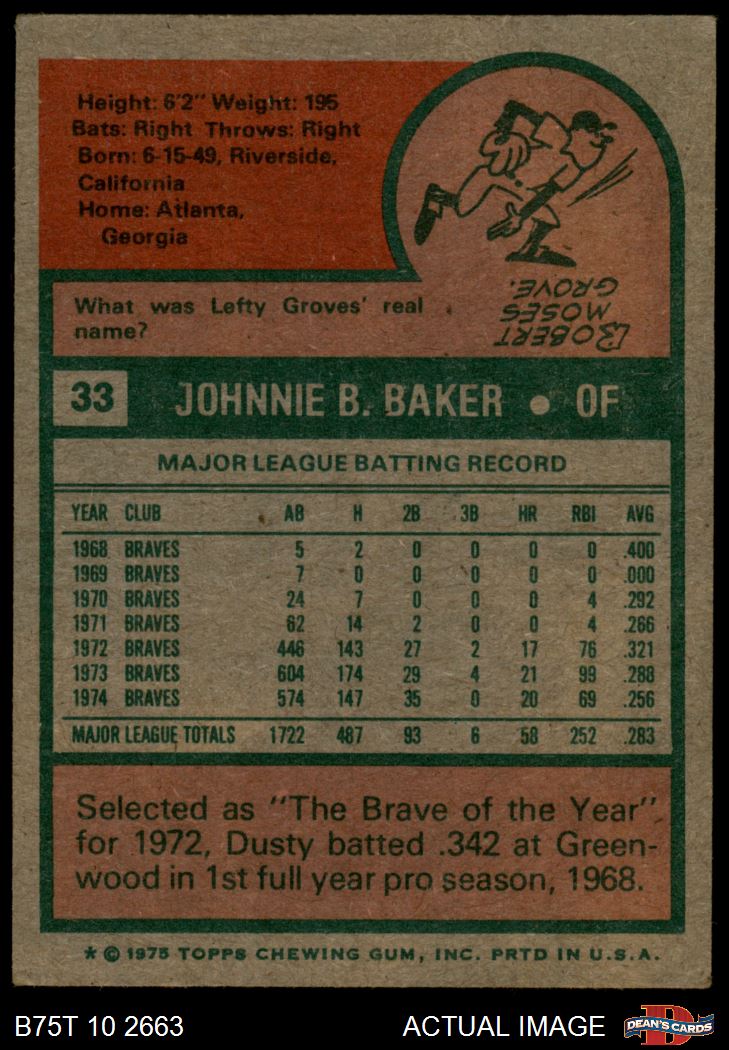 Height: 6'2" Weight: 195
Bats: Right Throws: Right
Born: 6-15-49, Riverside,
California
Home: Atlanta,
Georgia
What was Lefty Groves' real
name?
ROBERT
MOSES
GROVE.
33 JOHNNIE B. BAKER • OF
MAJOR LEAGUE BATTING RECORD
YEAR CLUB AB H 2B 3B HR RBI AVG
1968 BRAVES 5 2 0 0 0 0 .400
1969 BRAVES 7 0 0 0 0 0 .000
1970 BRAVES 24 7 0 0 0 4 .292
1971 BRAVES 62 14 2 0 0 4 .266
1972 BRAVES 446 143 27 2 17 76 .321
1973 BRAVES 604 174 29 4 21 99 .288
1974 BRAVES 574 147 35 0 20 69 .256
MAJOR LEAGUE TOTALS 1722 487 93 6 58 252 .283
Selected as "The Brave of the Year"
for 1972, Dusty batted .342 at Green-
wood in 1st full year pro season, 1968.
* © 1975 TOPPS CHEWING GUM, INC. PRTD IN U.S.A.
B75T 10 2663 ACTUAL IMAGE DEAN'S CARDS